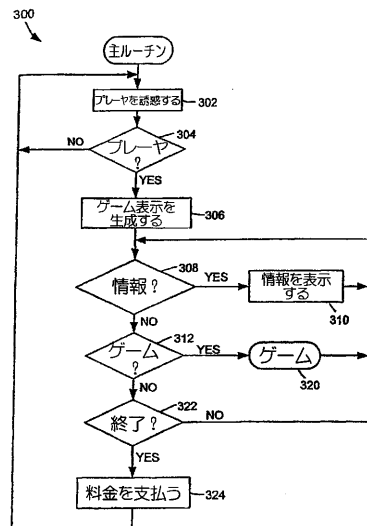 300
主ルーチン
プレーヤを誘惑する
302
304
プレーヤ
?
NO
YES
ゲーム表示を
生成する
306
308
情報?
YES
情報を表示
する
310
NO
312
ゲーム
?
YES
ゲーム
320
NO
322
終了?
NO
YES
料金を支払う
324